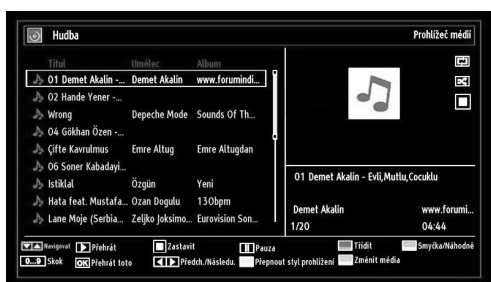 Hudba Prohlížeč médií
Titul Umělec Album
01 Demet Akalin -... Demet Akalin www.forumindi...
02 Hande Yener -...
Wrong Depeche Mode Sounds Of Th...
04 Gökhan Özen -...
Çifte Kavrulmus Emre Altug Emre Altugdan
06 Soner Kabadayi...
Istiklal Özgün Yeni
Hata feat. Mustafa... Ozan Dogulu 130bpm
Lane Moje (Serbia... Zeljko Joksimo... Eurovision Son...
01 Demet Akalin - Evli,Mutlu,Cocuklu
Demet Akalin www.forumi...
1/20 04:44
Navigovat Přehrát Zastavit Pauza Třídit Smyčka/Náhodně
0...9 Skok OK Přehrát toto Předch./Následu. Přepnout styl prohlížení Změnit média